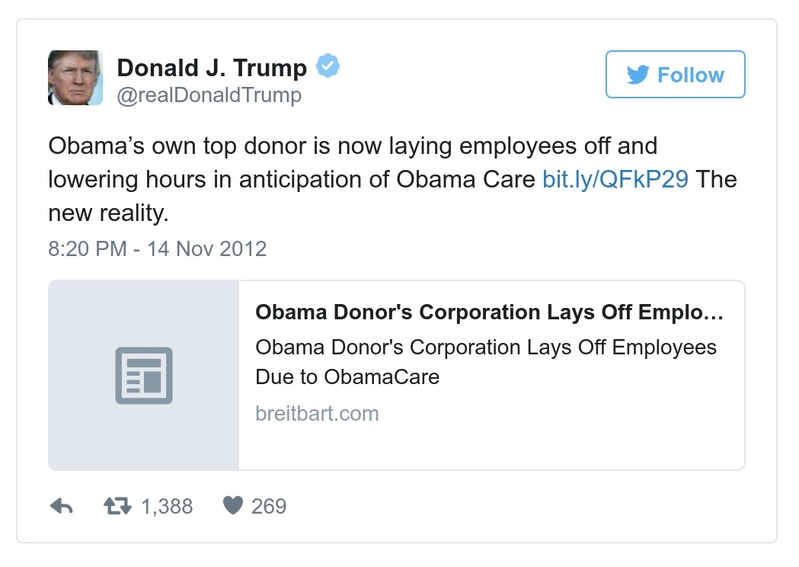 Donald J. Trump
@realDonaldTrump
Follow
Obama’s own top donor is now laying employees off and
lowering hours in anticipation of Obama Care bit.ly/QFkP29 The
new reality.
8:20 PM - 14 Nov 2012
Obama Donor's Corporation Lays Off Emplo…
Obama Donor's Corporation Lays Off Employees
Due to ObamaCare
breitbart.com
1,388 269